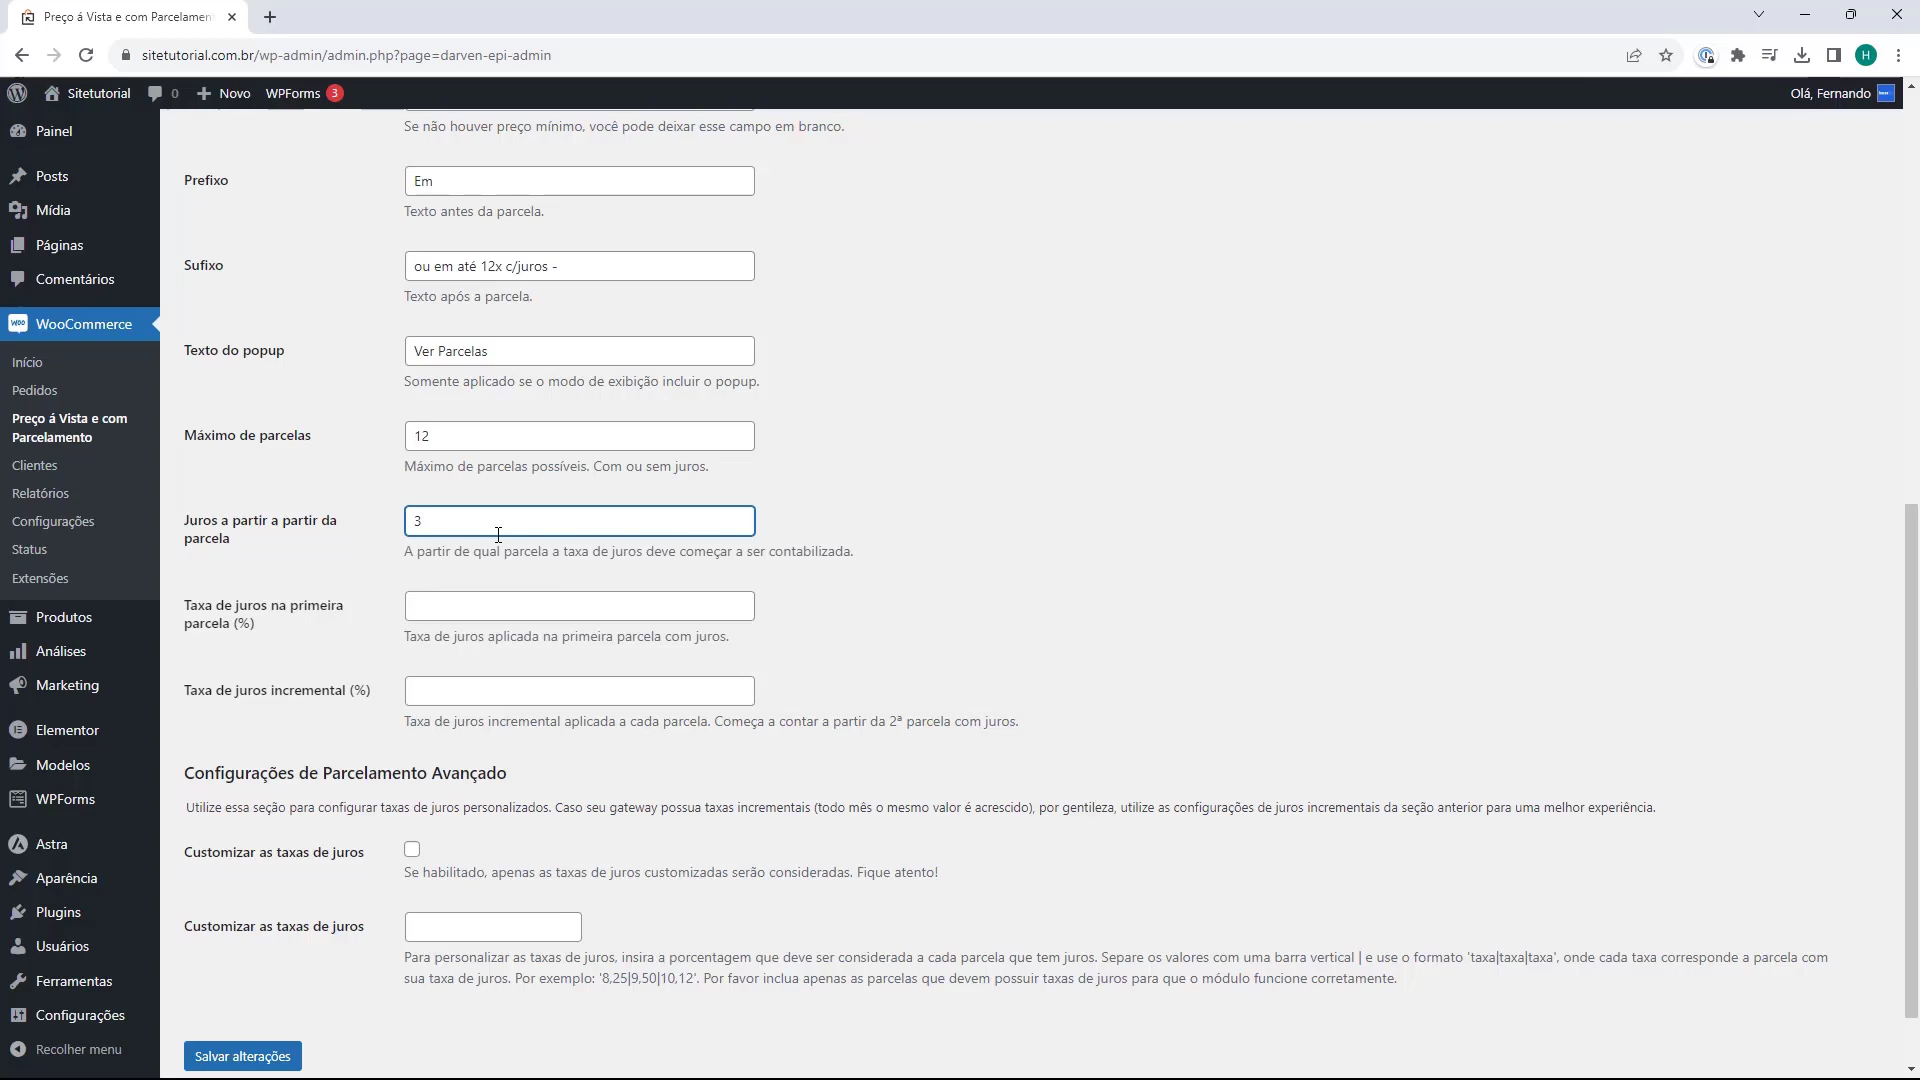 Preço á Vista e com Parcelamen
sitetutorial.com.br/wp-admin/admin.php?page=darven-epi-admin
H
Sitetutorial
0
Novo
WPForms
3
Olá, Fernando
Painel
Posts
Mídia
Páginas
Comentários
WooCommerce
Início
Pedidos
Preço á Vista e com
Parcelamento
Clientes
Relatórios
Configurações
Status
Extensões
Produtos
Análises
Marketing
Elementor
Modelos
WPForms
Astra
Aparência
Plugins
Usuários
Ferramentas
Configurações
Recolher menu
Se não houver preço mínimo, você pode deixar esse campo em branco.
Prefixo
Em
Texto antes da parcela.
Sufixo
ou em até 12x c/juros -
Texto após a parcela.
Texto do popup
Ver Parcelas
Somente aplicado se o modo de exibição incluir o popup.
Máximo de parcelas
12
Máximo de parcelas possíveis. Com ou sem juros.
Juros a partir a partir da
parcela
3
A partir de qual parcela a taxa de juros deve começar a ser contabilizada.
Taxa de juros na primeira
parcela (%)
Taxa de juros aplicada na primeira parcela com juros.
Taxa de juros incremental (%)
Taxa de juros incremental aplicada a cada parcela. Começa a contar a partir da 2ª parcela com juros.
Configurações de Parcelamento Avançado
Utilize essa seção para configurar taxas de juros personalizados. Caso seu gateway possua taxas incrementais (todo mês o mesmo valor é acrescido), por gentileza, utilize as configurações de juros incrementais da seção anterior para uma melhor experiência.
Customizar as taxas de juros
Se habilitado, apenas as taxas de juros customizadas serão consideradas. Fique atento!
Customizar as taxas de juros
Para personalizar as taxas de juros, insira a porcentagem que deve ser considerada a cada parcela que tem juros. Separe os valores com uma barra vertical | e use o formato 'taxa|taxa|taxa', onde cada taxa corresponde a parcela com
sua taxa de juros. Por exemplo: '8,25|9,50|10,12'. Por favor inclua apenas as parcelas que devem possuir taxas de juros para que o módulo funcione corretamente.
Salvar alterações